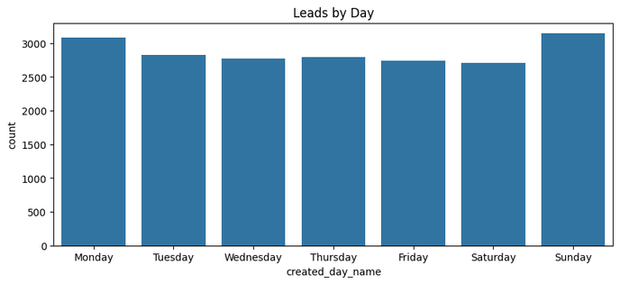 Leads by Day
3000
2500
2000
1500
1000
500
0
count
Monday Tuesday Wednesday Thursday Friday Saturday Sunday
created_day_name